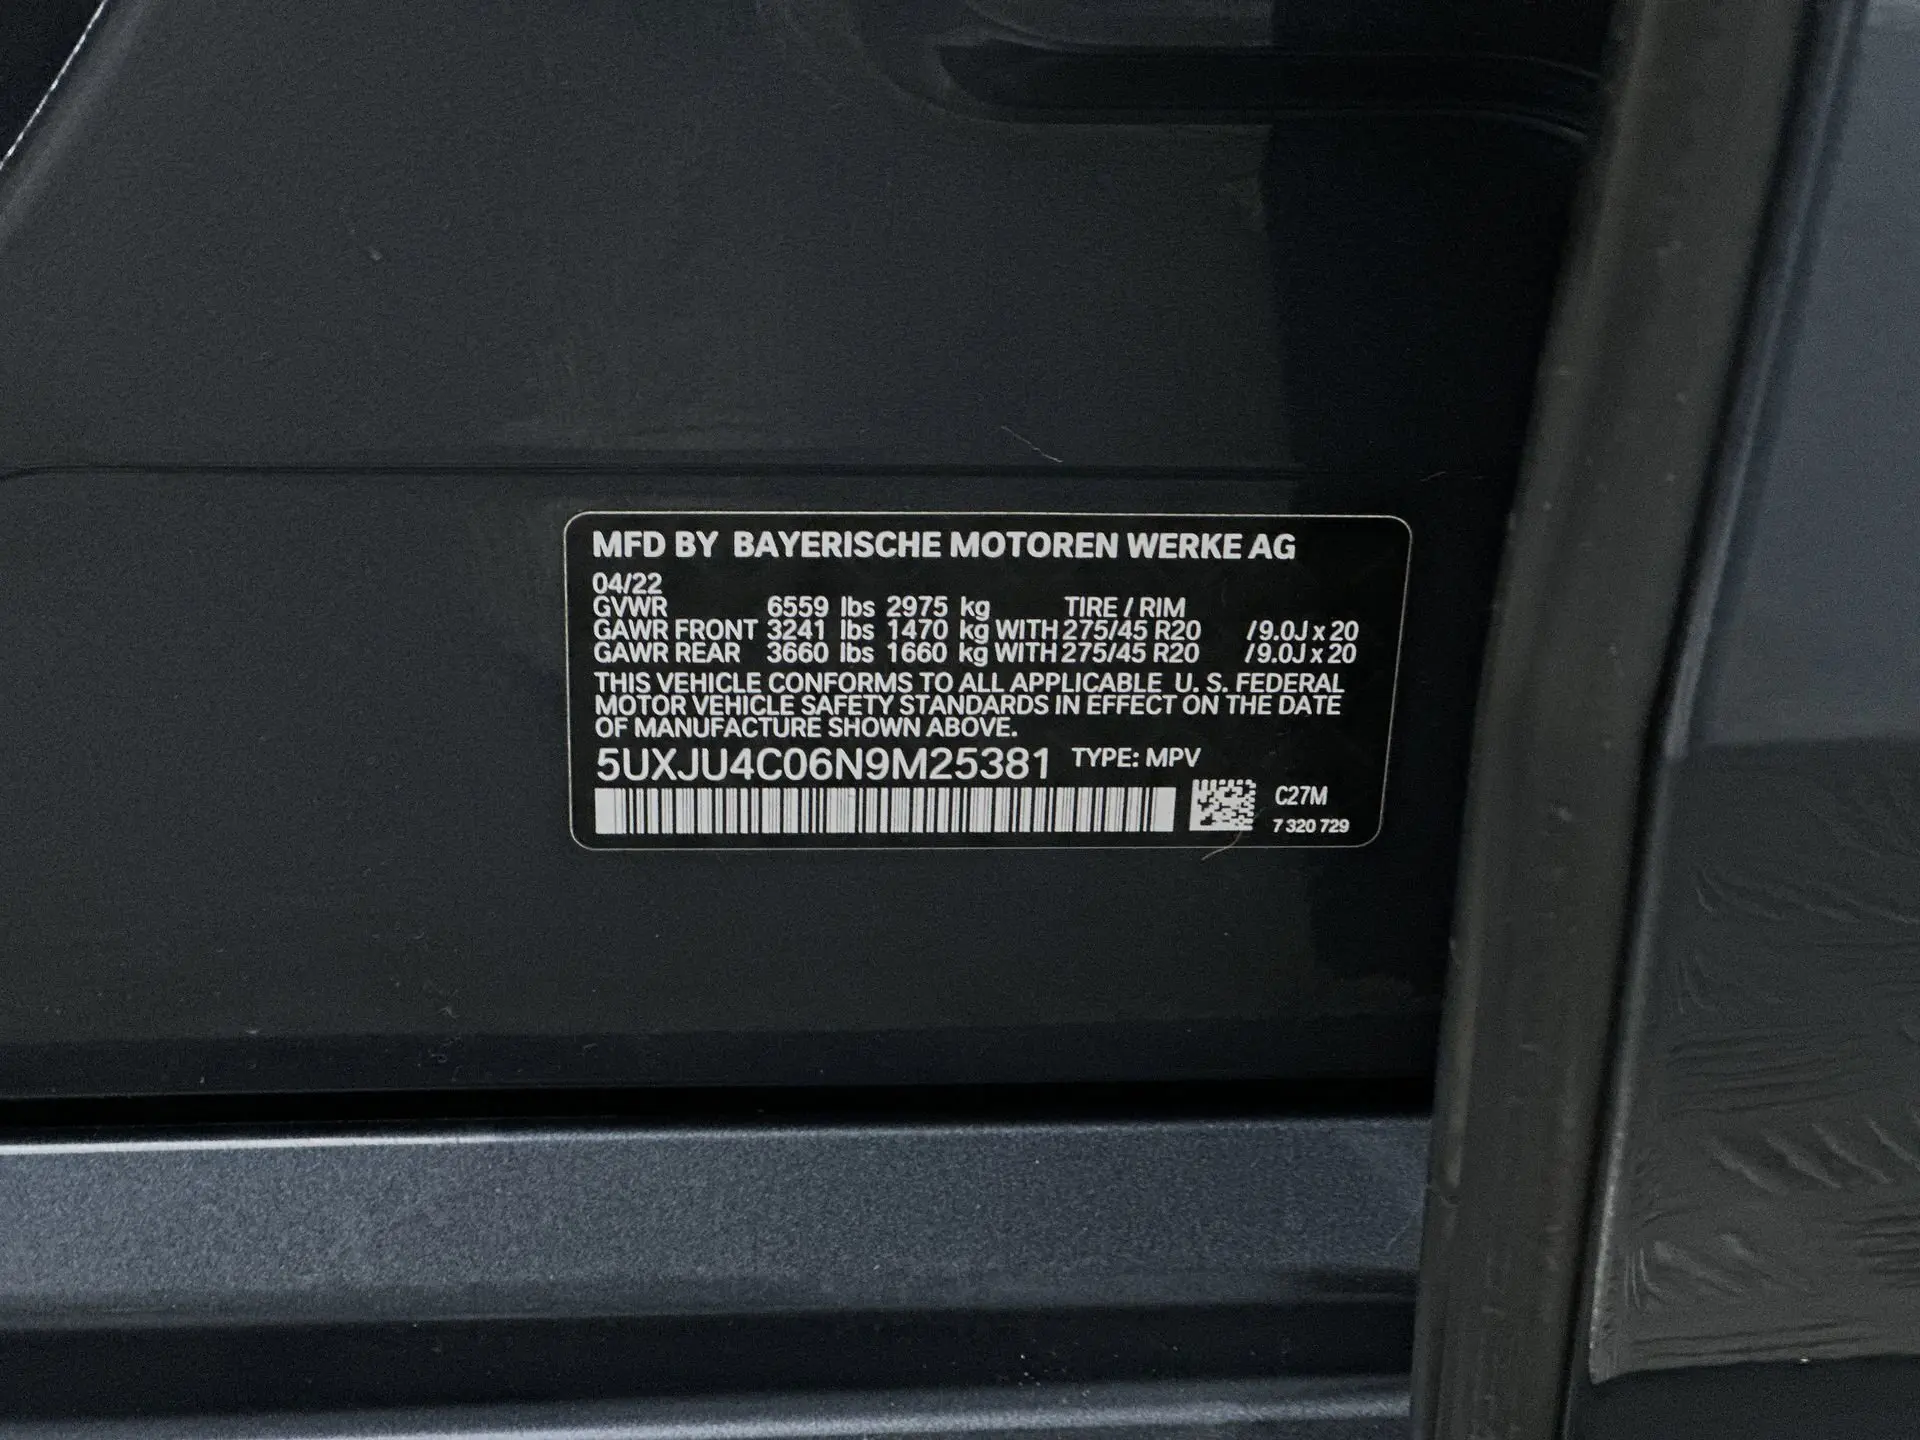 MFD BY BAYERISCHE MOTOREN WERKE AG
04/22
GVWR 6559 lbs 2975 kg TIRE / RIM
GAWR FRONT 3241 lbs 1470 kg WITH 275/45 R20 / 9.0J x 20
GAWR REAR 3660 lbs 1660 kg WITH 275/45 R20 / 9.0J x 20
THIS VEHICLE CONFORMS TO ALL APPLICABLE U. S. FEDERAL
MOTOR VEHICLE SAFETY STANDARDS IN EFFECT ON THE DATE
OF MANUFACTURE SHOWN ABOVE.
5UXJU4C06N9M25381 TYPE: MPV
C27M
7 320 729